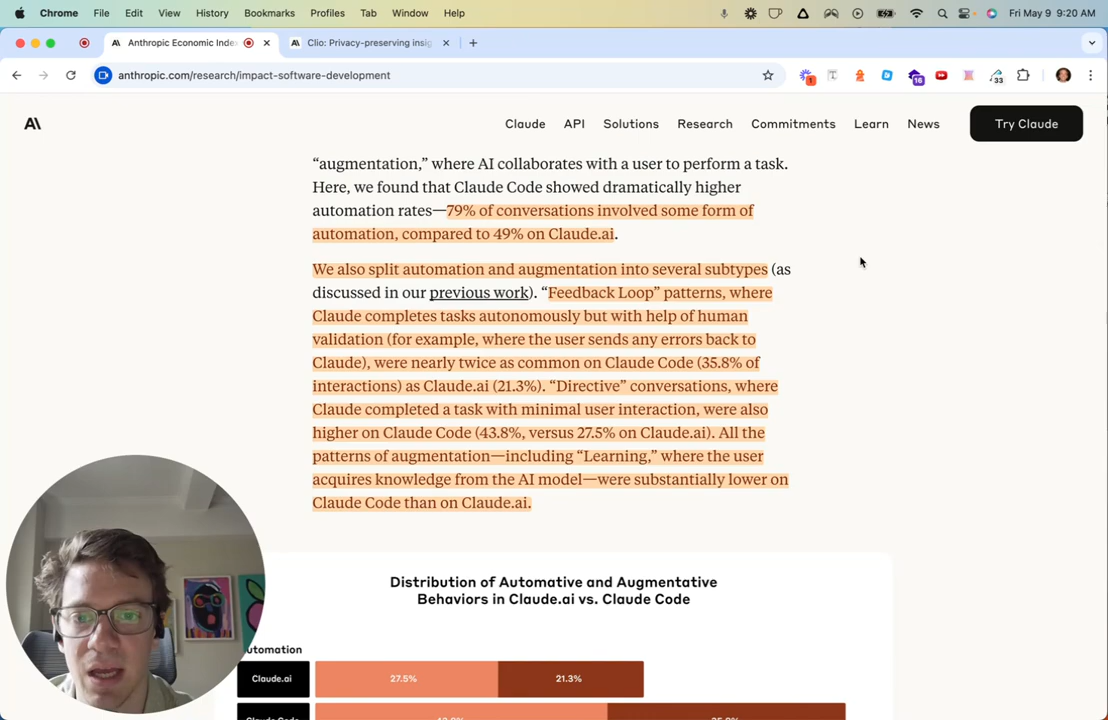 Chrome File Edit View History Bookmarks Profiles Tab Window Help Fri May 9 9:20 AM
Anthropic Economic Inde Clio: Privacy-preserving insig
anthropic.com/research/impact-software-development 1 16 33
Claude API Solutions Research Commitments Learn News Try Claude
“augmentation,” where AI collaborates with a user to perform a task.
Here, we found that Claude Code showed dramatically higher
automation rates—79% of conversations involved some form of
automation, compared to 49% on Claude.ai.
We also split automation and augmentation into several subtypes (as
discussed in our previous work). “Feedback Loop” patterns, where
Claude completes tasks autonomously but with help of human
validation (for example, where the user sends any errors back to
Claude), were nearly twice as common on Claude Code (35.8% of
interactions) as Claude.ai (21.3%). “Directive” conversations, where
Claude completed a task with minimal user interaction, were also
higher on Claude Code (43.8%, versus 27.5% on Claude.ai). All the
patterns of augmentation—including “Learning,” where the user
acquires knowledge from the AI model—were substantially lower on
Claude Code than on Claude.ai.
Distribution of Automative and Augmentative
Behaviors in Claude.ai vs. Claude Code
utomation
Claude.ai 27.5% 21.3%